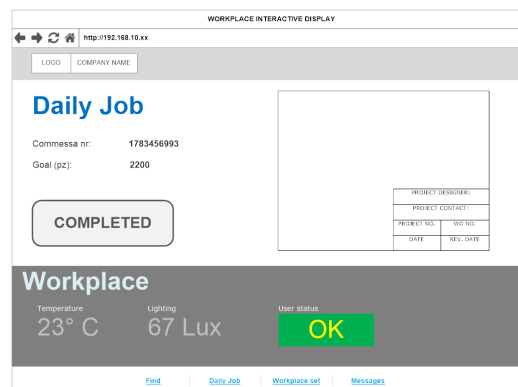 WORKPLACE INTERACTIVE DISPLAY
http://192.168.10.xx
LOGO COMPANY NAME
Daily Job
Commessa nr: 1783456993
Goal (pz): 2200
COMPLETED
PROJECT DESIGNER:
PROJECT CONTACT:
PROJECT NO. WO NO.
DATE REV. DATE
Workplace
Temperature Lighting User status
23° C 67 Lux OK
Find Daily Job Workplace set Messages